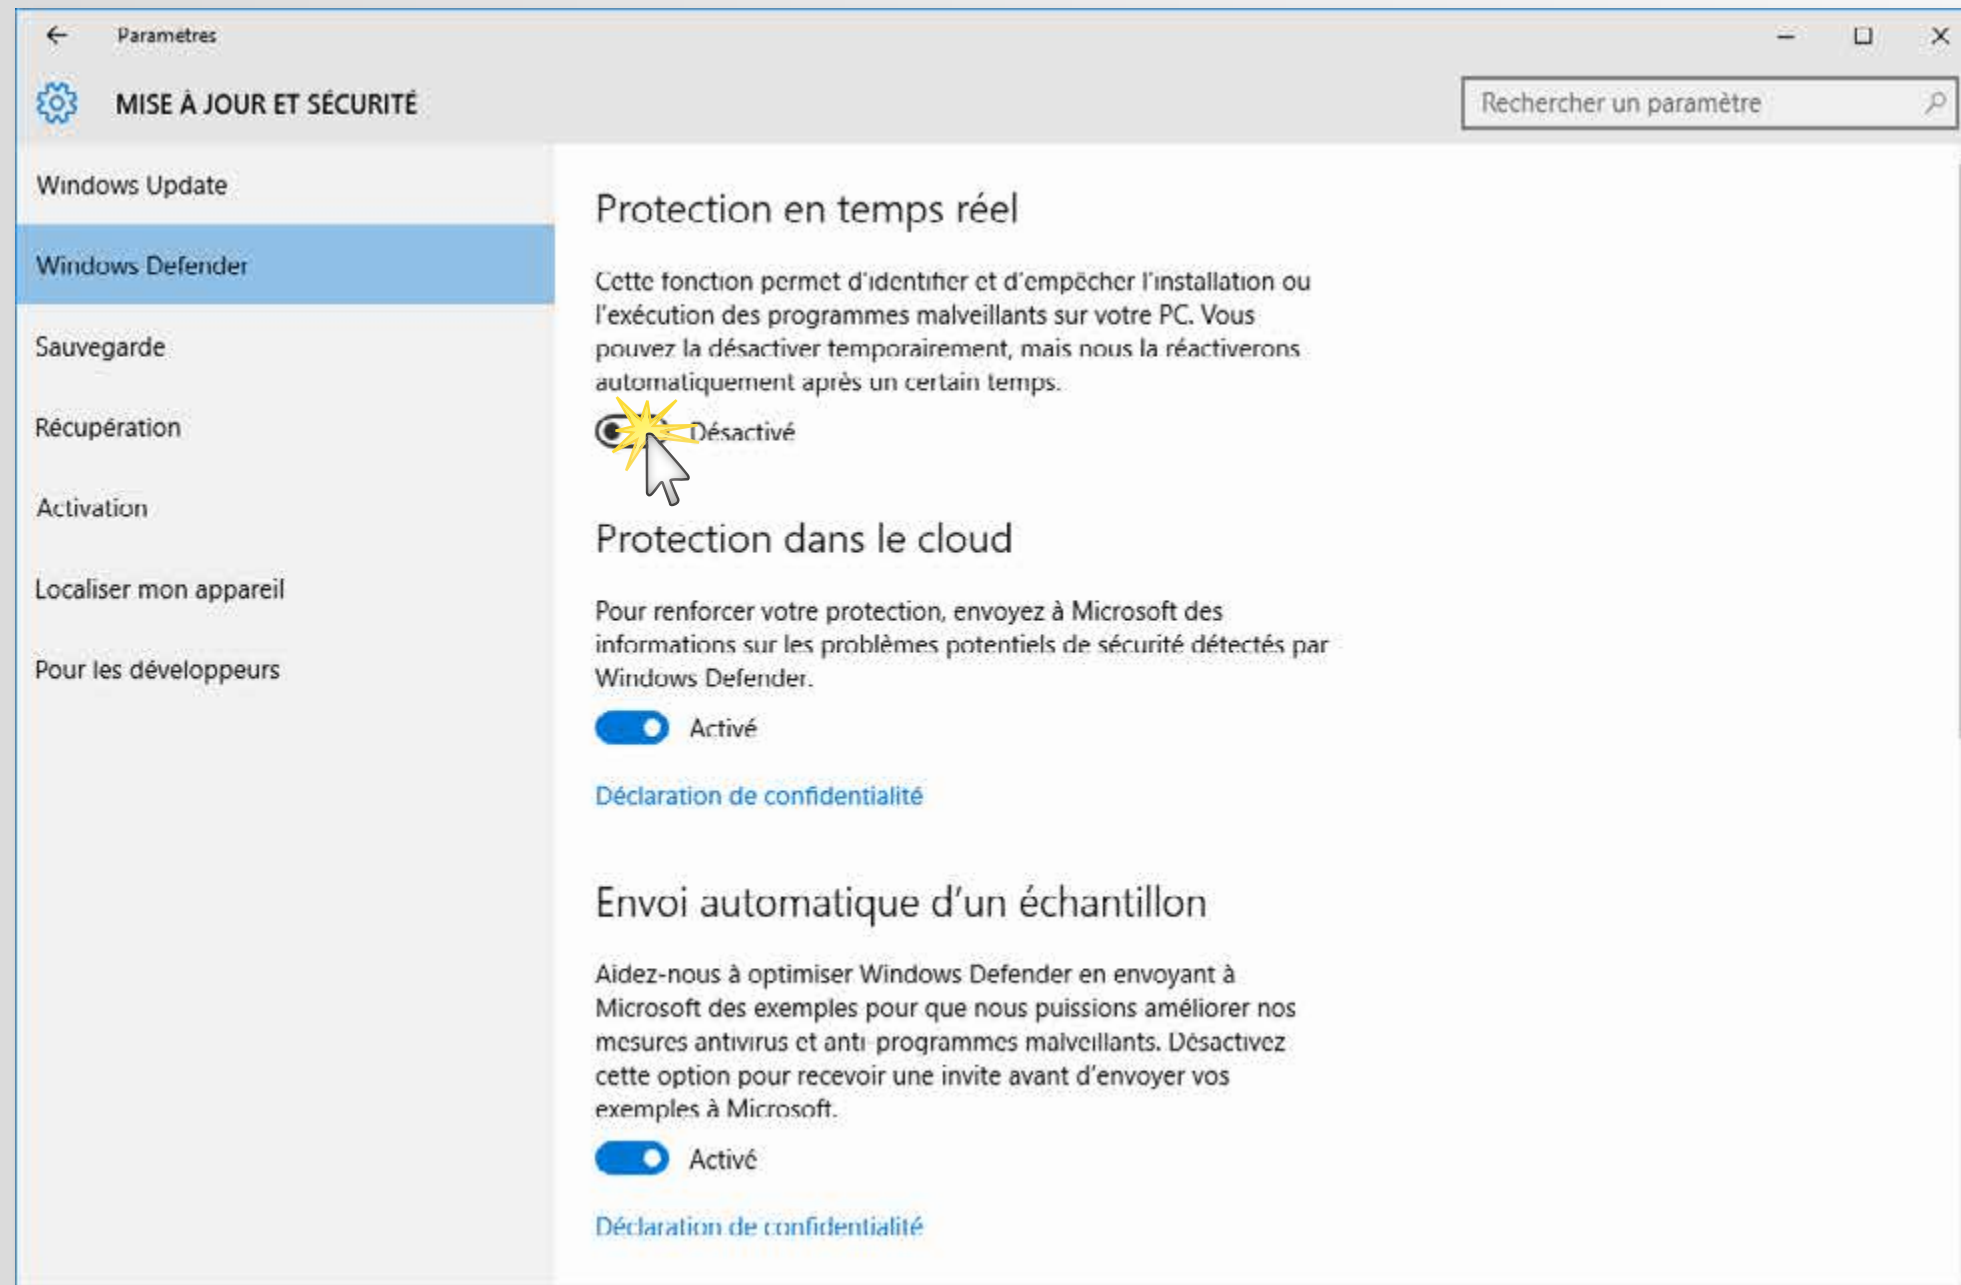 Paramètres
MISE À JOUR ET SÉCURITÉ
Rechercher un paramètre
Windows Update
Windows Defender
Sauvegarde
Récupération
Activation
Localiser mon appareil
Pour les développeurs
Protection en temps réel
Cette fonction permet d'identifier et d'empêcher l'installation ou
l'exécution des programmes malveillants sur votre PC. Vous
pouvez la désactiver temporairement, mais nous la réactiverons
automatiquement après un certain temps.
Désactivé
Protection dans le cloud
Pour renforcer votre protection, envoyez à Microsoft des
informations sur les problèmes potentiels de sécurité détectés par
Windows Defender.
Activé
Déclaration de confidentialité
Envoi automatique d'un échantillon
Aidez-nous à optimiser Windows Defender en envoyant à
Microsoft des exemples pour que nous puissions améliorer nos
mesures antivirus et anti-programmes malveillants. Désactivez
cette option pour recevoir une invite avant d'envoyer vos
exemples à Microsoft.
Activé
Déclaration de confidentialité